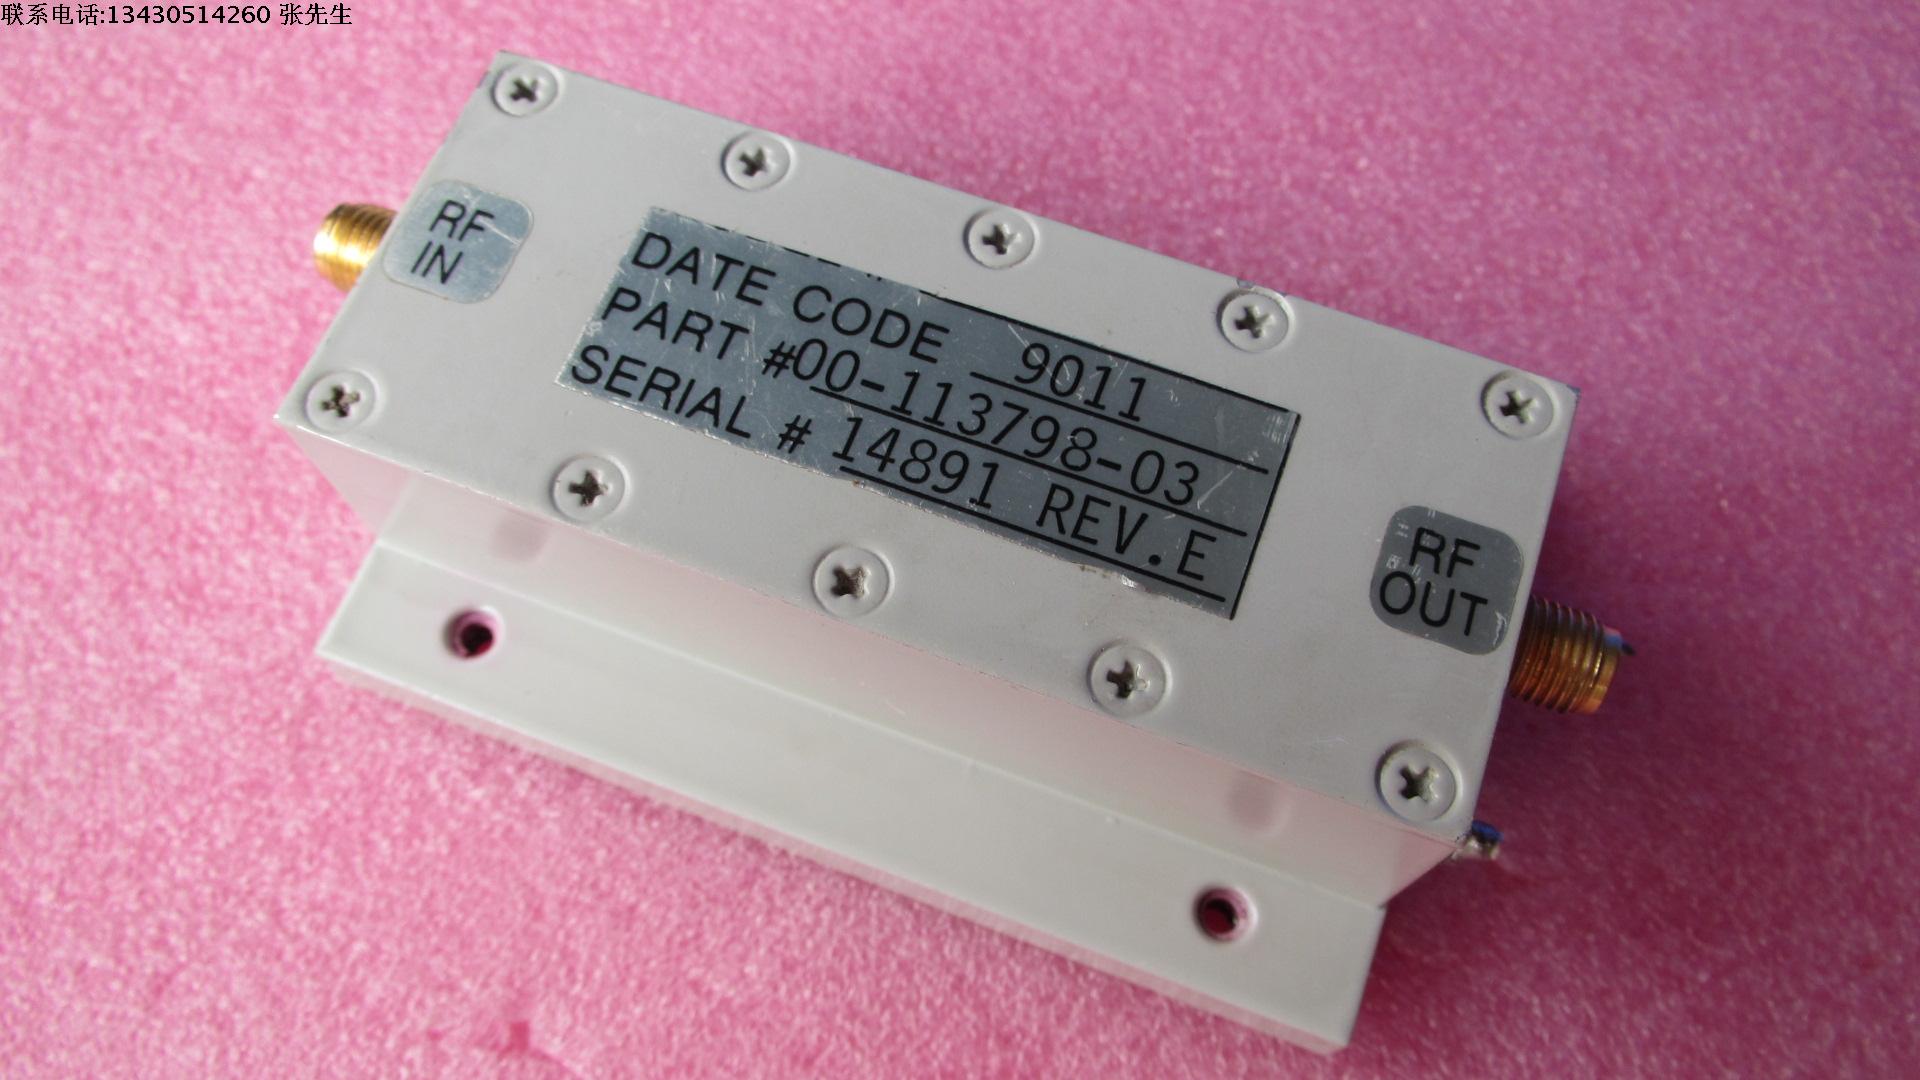 联系电话:13430514260 张先生
RF
IN
DATE CODE 9011
PART #00-113798-03
SERIAL # 14891 REV.E
RF
OUT